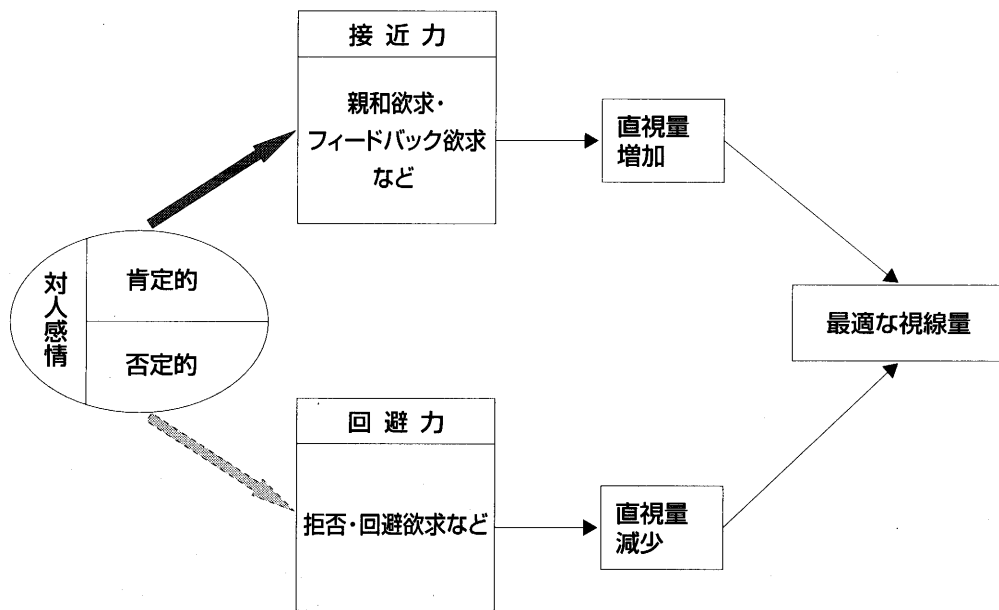 接近力
親和欲求・
フィードバック欲求
など
直視量
増加
対人感情
肯定的
否定的
最適な視線量
回避力
拒否・回避欲求など
直視量
減少